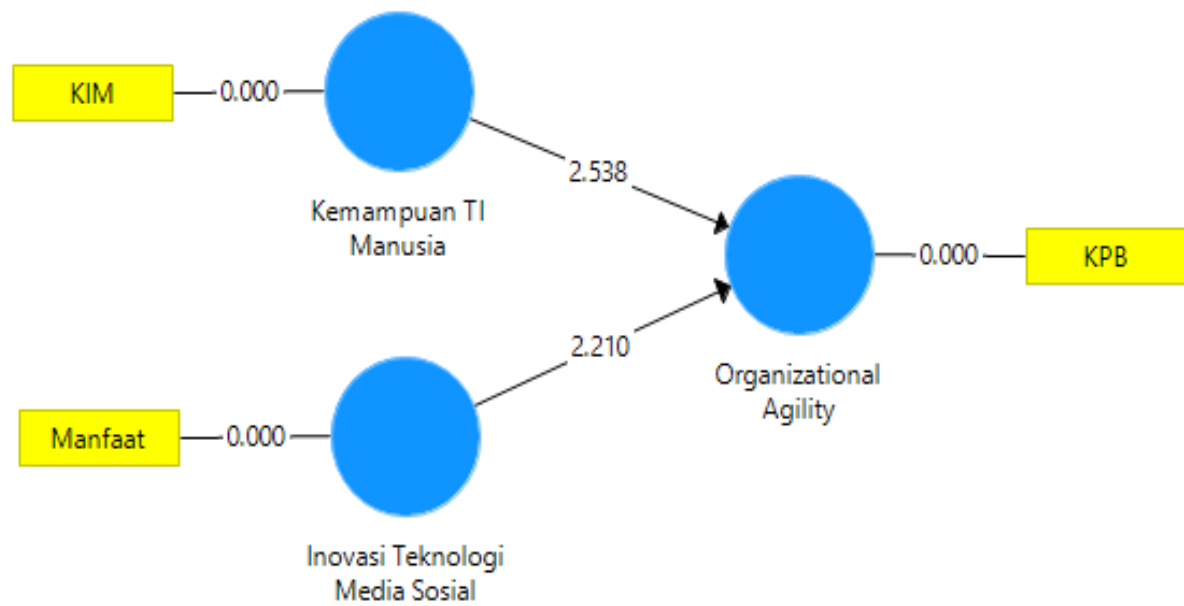 KIM
0.000
Kemampuan TI
Manusia
2.538
Manfaat
0.000
Inovasi Teknologi
Media Sosial
2.210
Organizational
Agility
0.000
KPB